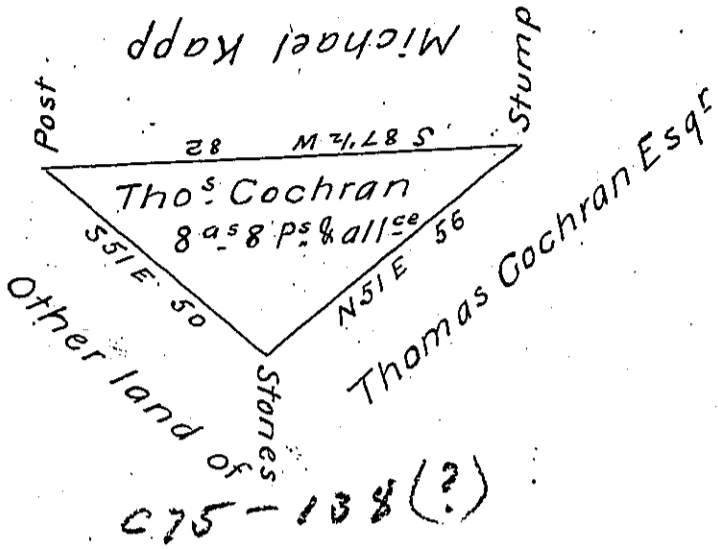 Michael Kapp
Post
Stump
S 87½ W 82
Thoˢ Cochran
8 aˢ 8 pˢ & allᶜᵉ
S51E 50
N51E 56
Other land of
Thomas Cochran Esqʳ
Stones
C75-138(?)